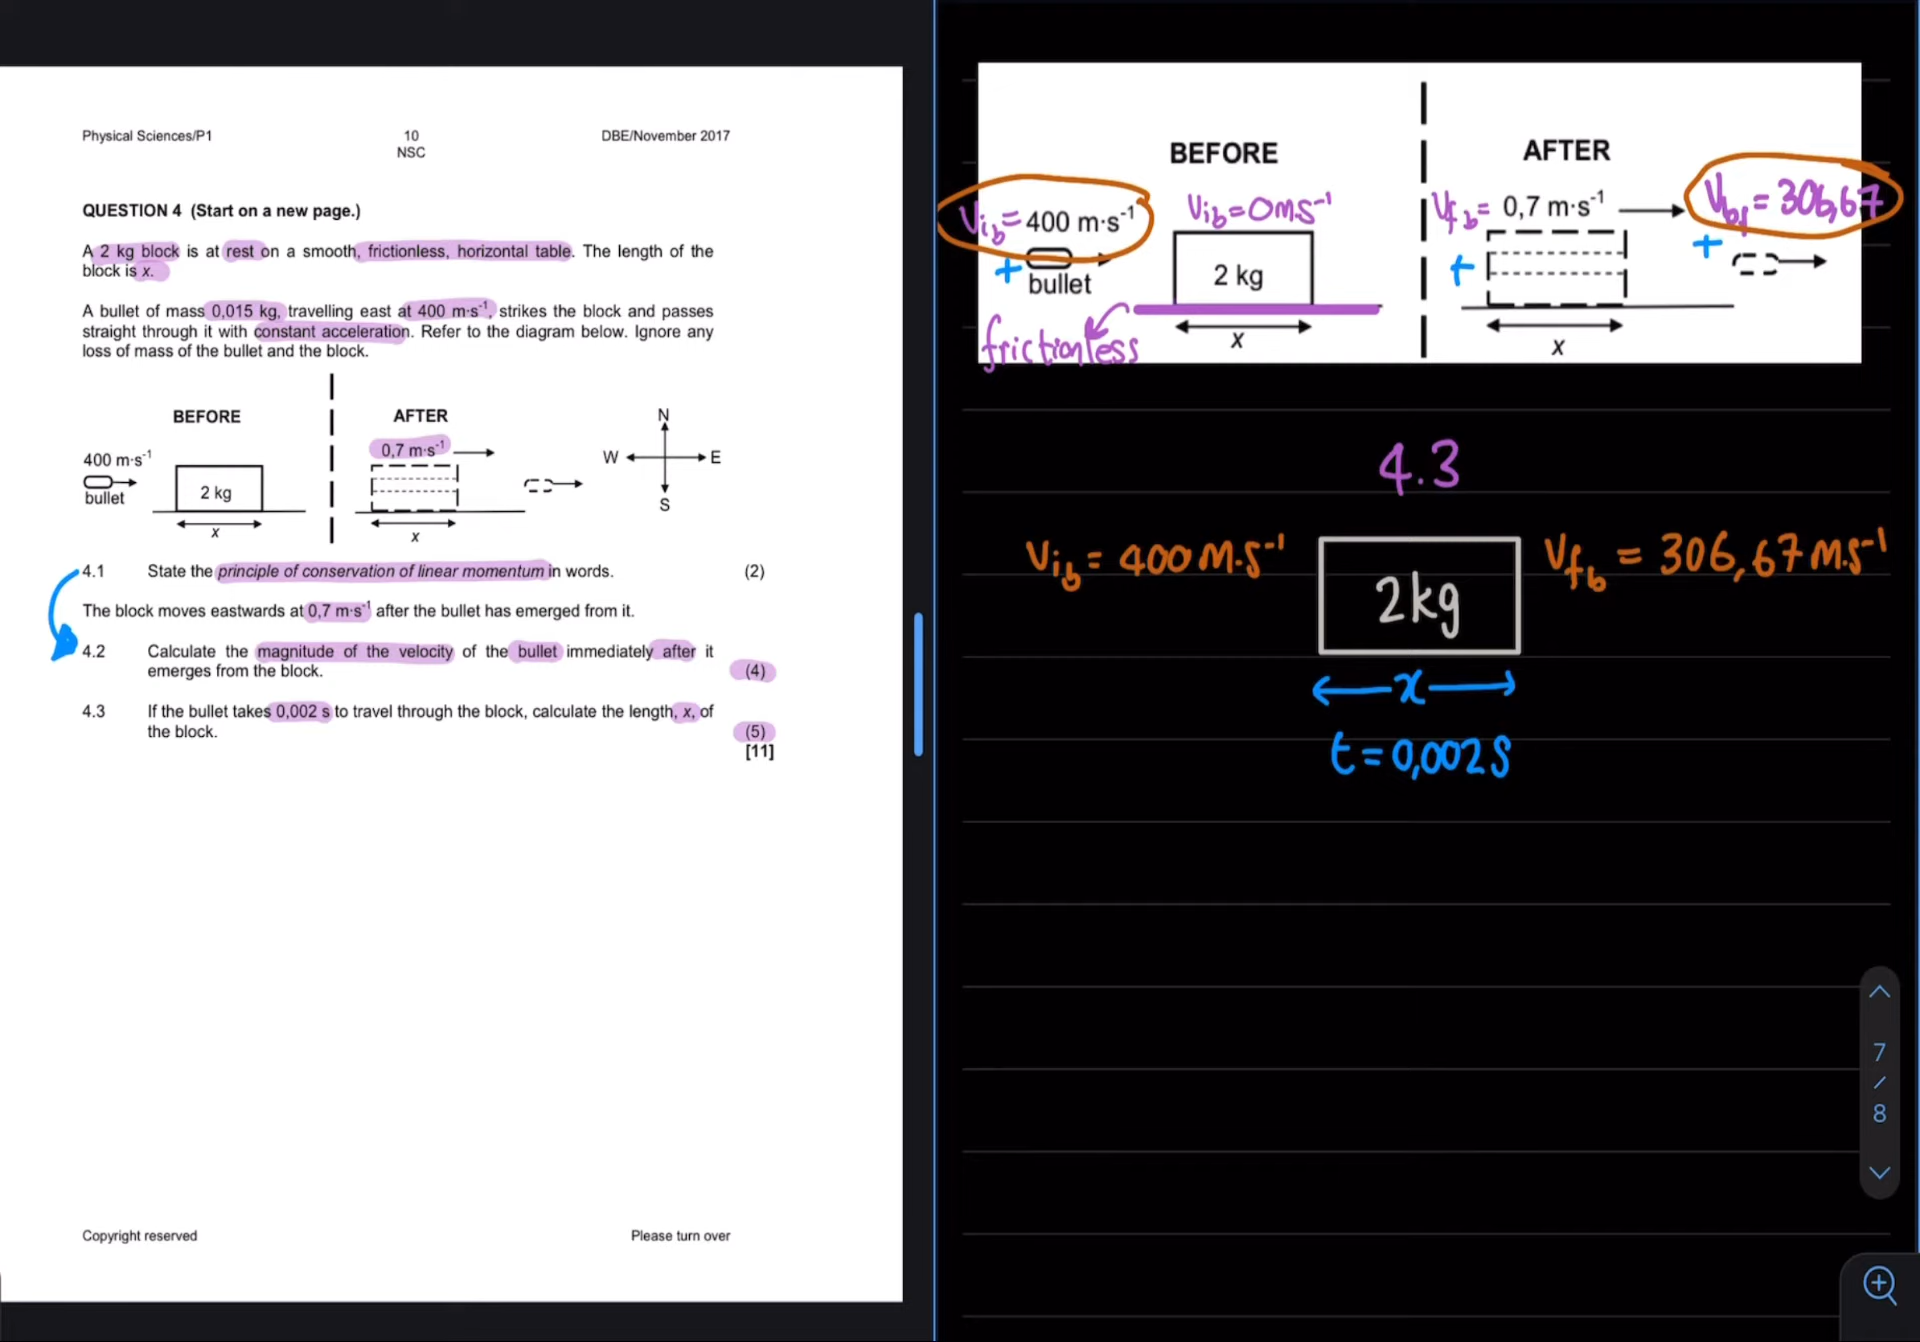 Physical Sciences/P1 10 DBE/November 2017
NSC
QUESTION 4 (Start on a new page.)
A 2 kg block is at rest on a smooth, frictionless, horizontal table. The length of the
block is x.
A bullet of mass 0,015 kg, travelling east at 400 m·s⁻¹, strikes the block and passes
straight through it with constant acceleration. Refer to the diagram below. Ignore any
loss of mass of the bullet and the block.
BEFORE AFTER N
400 m·s⁻¹ 0,7 m·s⁻¹ W E
bullet 2 kg S
x x
4.1 State the principle of conservation of linear momentum in words. (2)
The block moves eastwards at 0,7 m·s⁻¹ after the bullet has emerged from it.
4.2 Calculate the magnitude of the velocity of the bullet immediately after it
emerges from the block. (4)
4.3 If the bullet takes 0,002 s to travel through the block, calculate the length, x, of
the block. (5)
[11]
Copyright reserved Please turn over
BEFORE AFTER
Vib = 400 m·s⁻¹ Vib = 0 m.s⁻¹ Vfb = 0,7 m·s⁻¹ Vbf = 306,67
+ + +
bullet 2 kg
frictionless x x
4.3
Vib = 400 m.s⁻¹ 2kg Vfb = 306,67 m.s⁻¹
x
t = 0,002 s
7
/
8